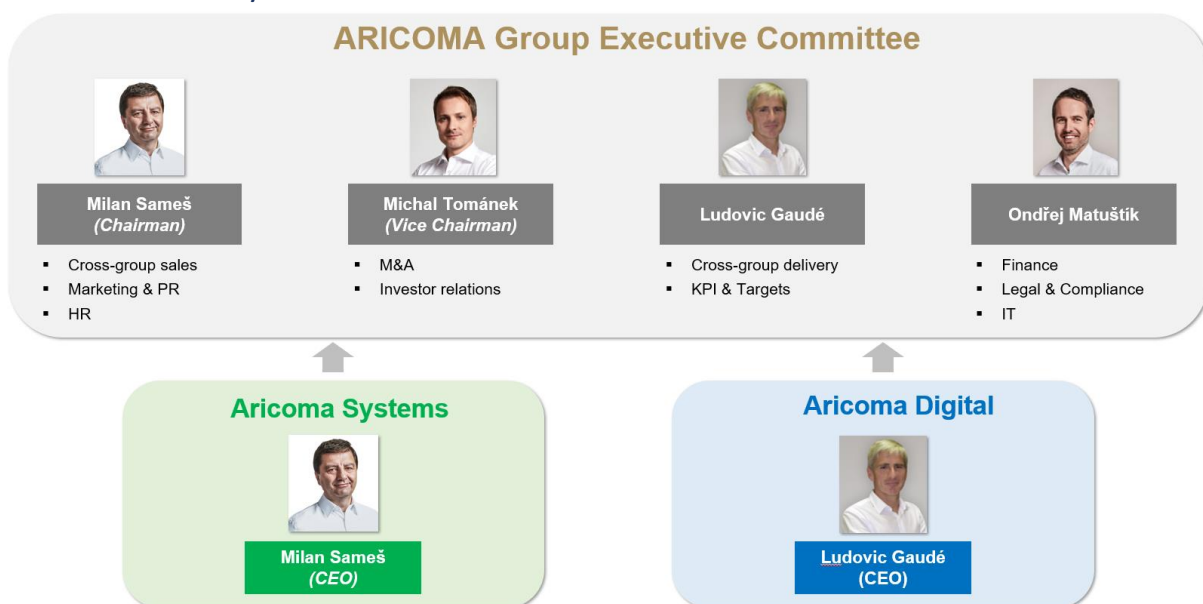 ARICOMA Group Executive Committee
Milan Sameš
(Chairman)
Michal Tománek
(Vice Chairman)
Ludovic Gaudé
Ondřej Matuštík
▪ Cross-group sales
▪ Marketing & PR
▪ HR
▪ M&A
▪ Investor relations
▪ Cross-group delivery
▪ KPI & Targets
▪ Finance
▪ Legal & Compliance
▪ IT
Aricoma Systems
Milan Sameš
(CEO)
Aricoma Digital
Ludovic Gaudé
(CEO)